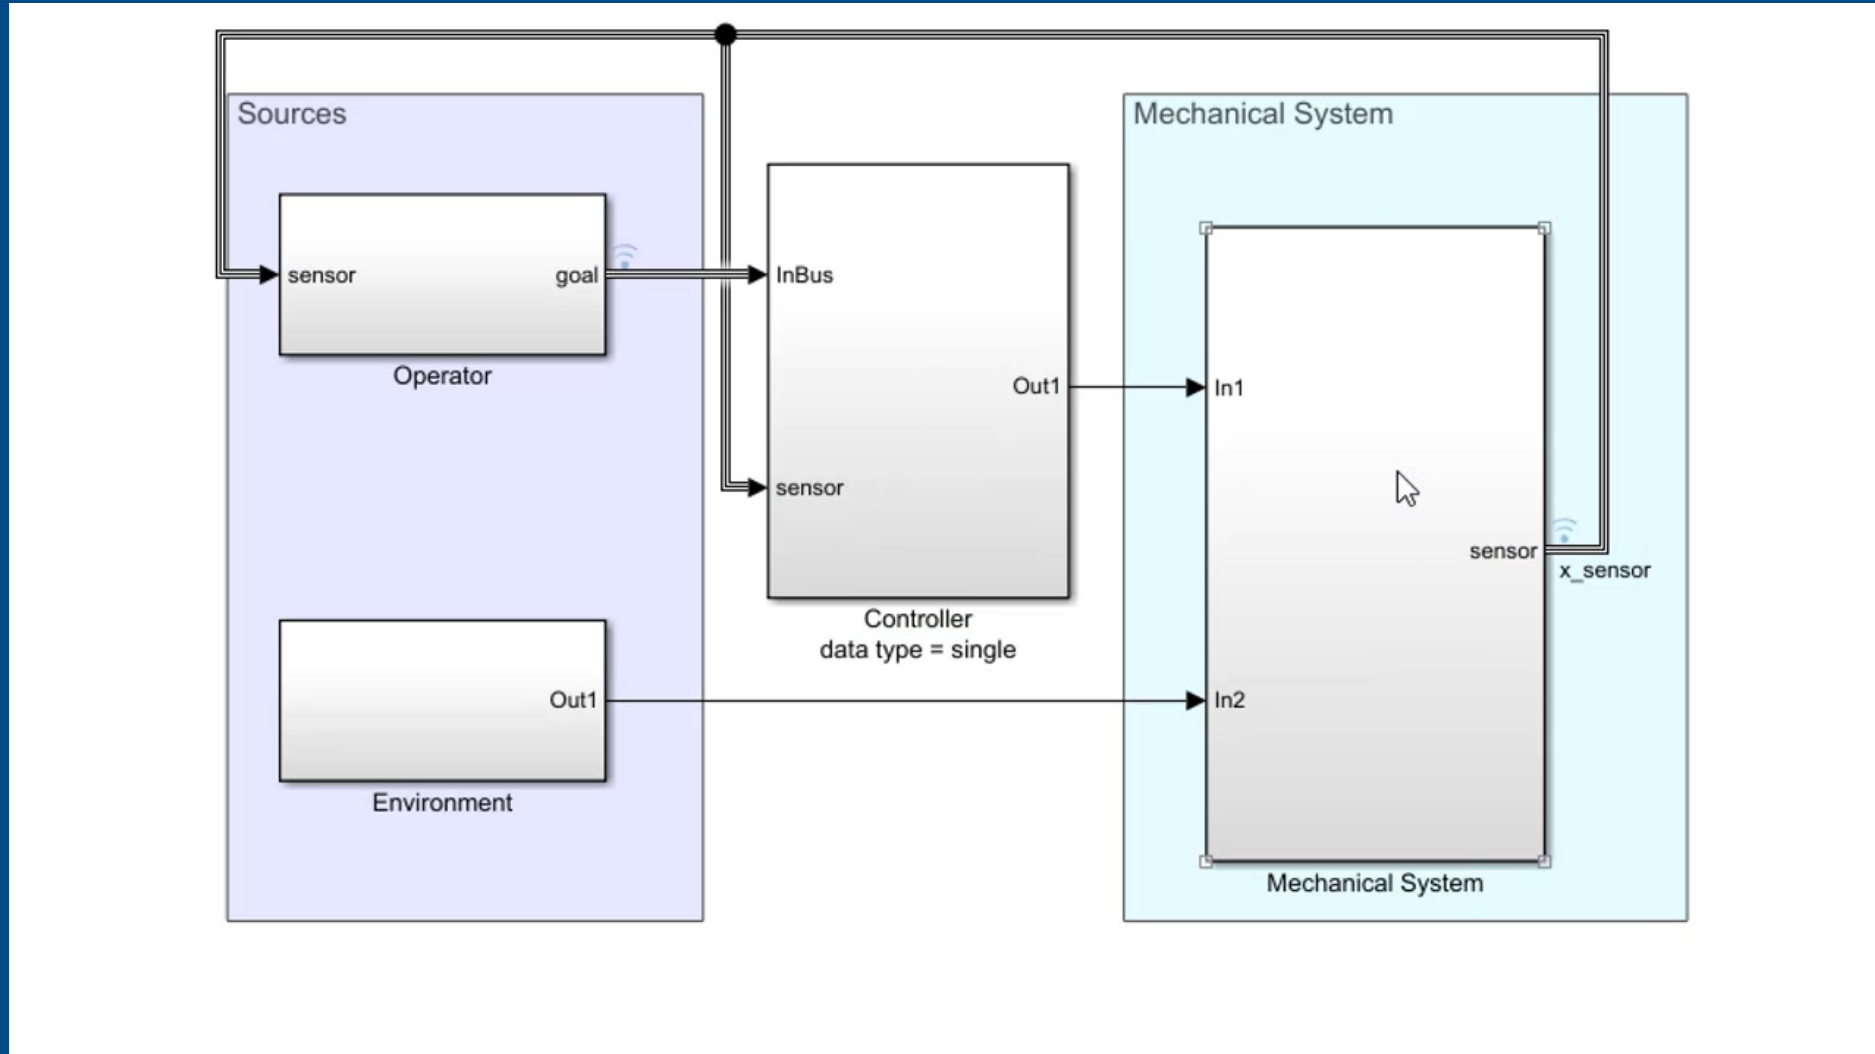 Sources
Mechanical System
sensor
goal
InBus
Operator
Out1
In1
sensor
sensor
x_sensor
Controller
data type = single
Out1
In2
Environment
Mechanical System